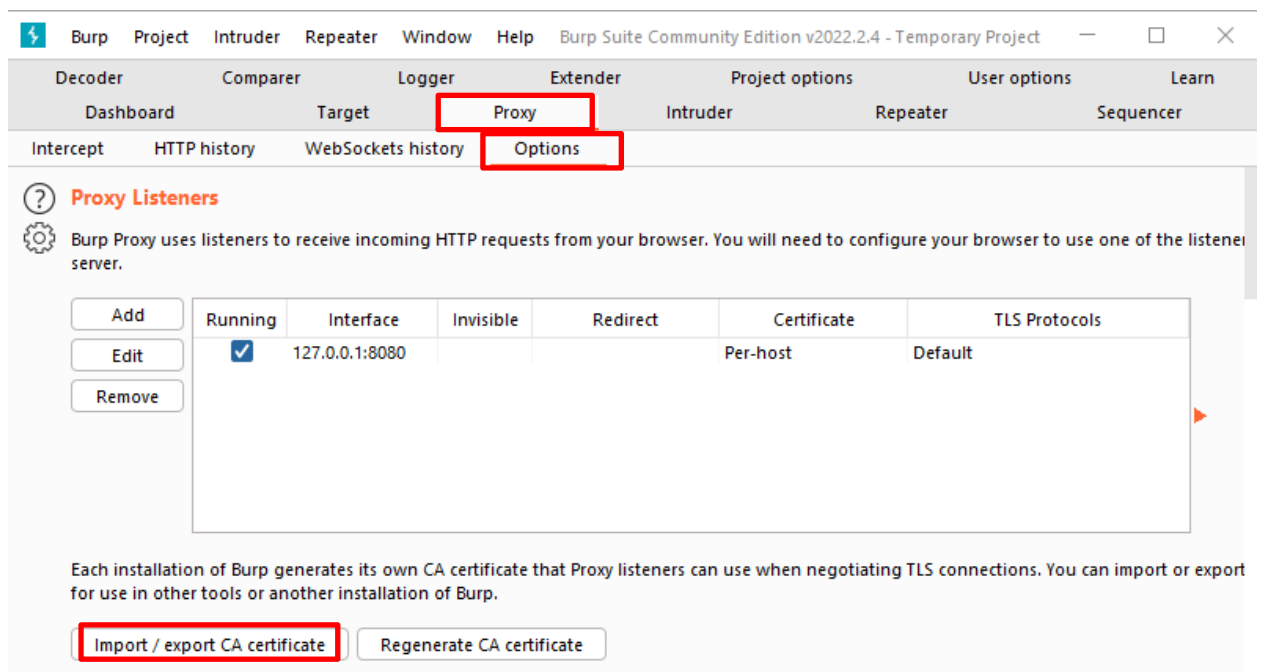 Burp Project Intruder Repeater Window Help Burp Suite Community Edition v2022.2.4 - Temporary Project
Decoder Comparer Logger Extender Project options User options Learn
Dashboard Target Proxy Intruder Repeater Sequencer
Intercept HTTP history WebSockets history Options
Proxy Listeners
Burp Proxy uses listeners to receive incoming HTTP requests from your browser. You will need to configure your browser to use one of the listener
server.
Add
Running Interface Invisible Redirect Certificate TLS Protocols
Edit
127.0.0.1:8080 Per-host Default
Remove
Each installation of Burp generates its own CA certificate that Proxy listeners can use when negotiating TLS connections. You can import or export
for use in other tools or another installation of Burp.
Import / export CA certificate Regenerate CA certificate